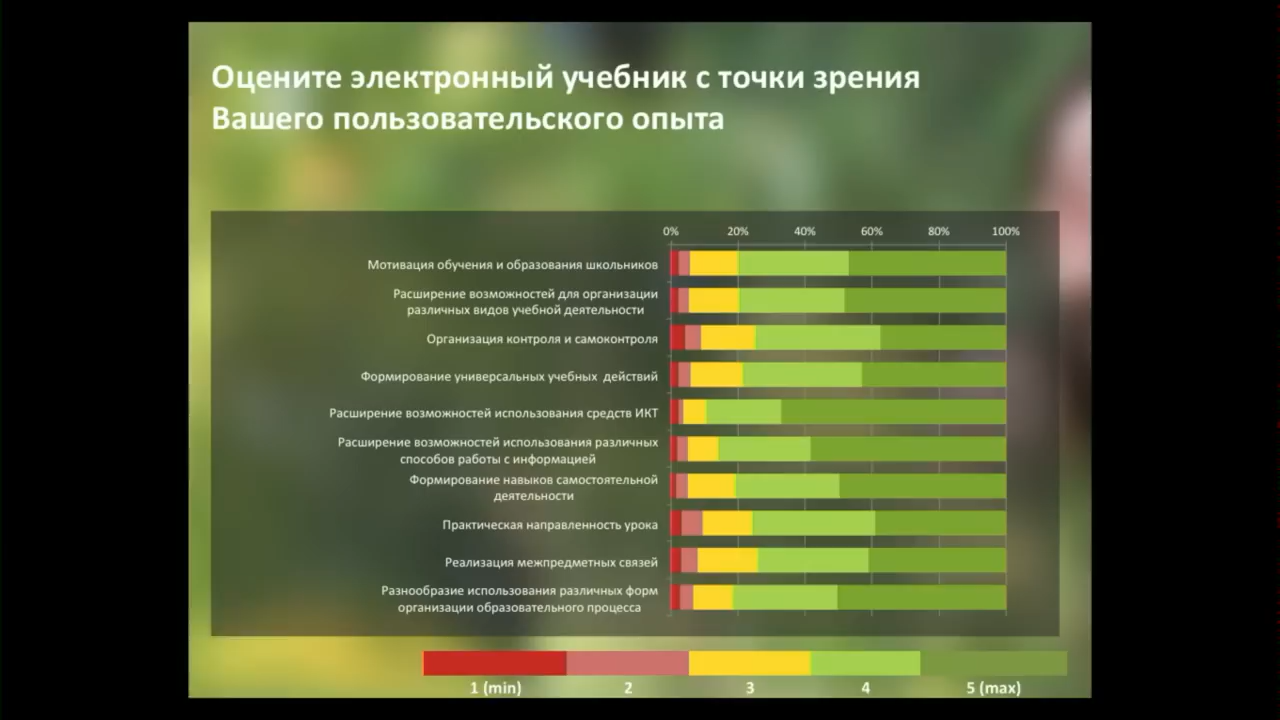 Оцените электронный учебник с точки зрения
Вашего пользовательского опыта
0% 20% 40% 60% 80% 100%
Мотивация обучения и образования школьников
Расширение возможностей для организации
различных видов учебной деятельности
Организация контроля и самоконтроля
Формирование универсальных учебных действий
Расширение возможностей использования средств ИКТ
Расширение возможностей использования различных
способов работы с информацией
Формирование навыков самостоятельной
деятельности
Практическая направленность урока
Реализация межпредметных связей
Разнообразие использования различных форм
организации образовательного процесса
1 (min) 2 3 4 5 (max)